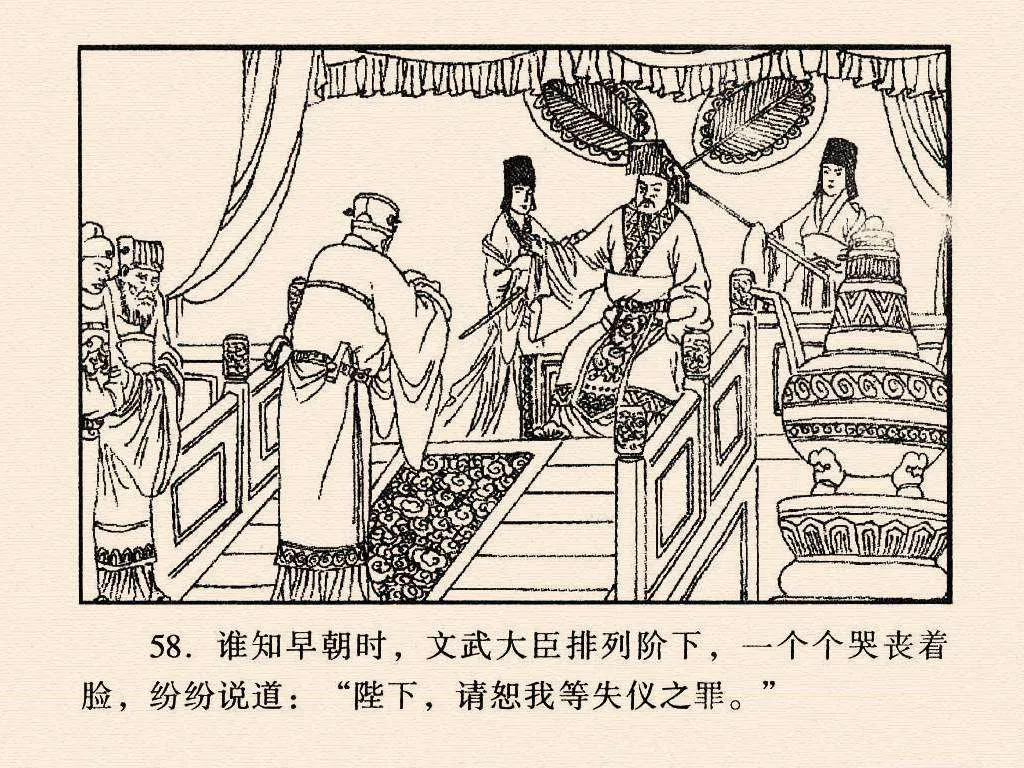 58. 谁知早朝时，文武大臣排列阶下，一个个哭丧着
脸，纷纷说道：“陛下，请恕我等失仪之罪。”